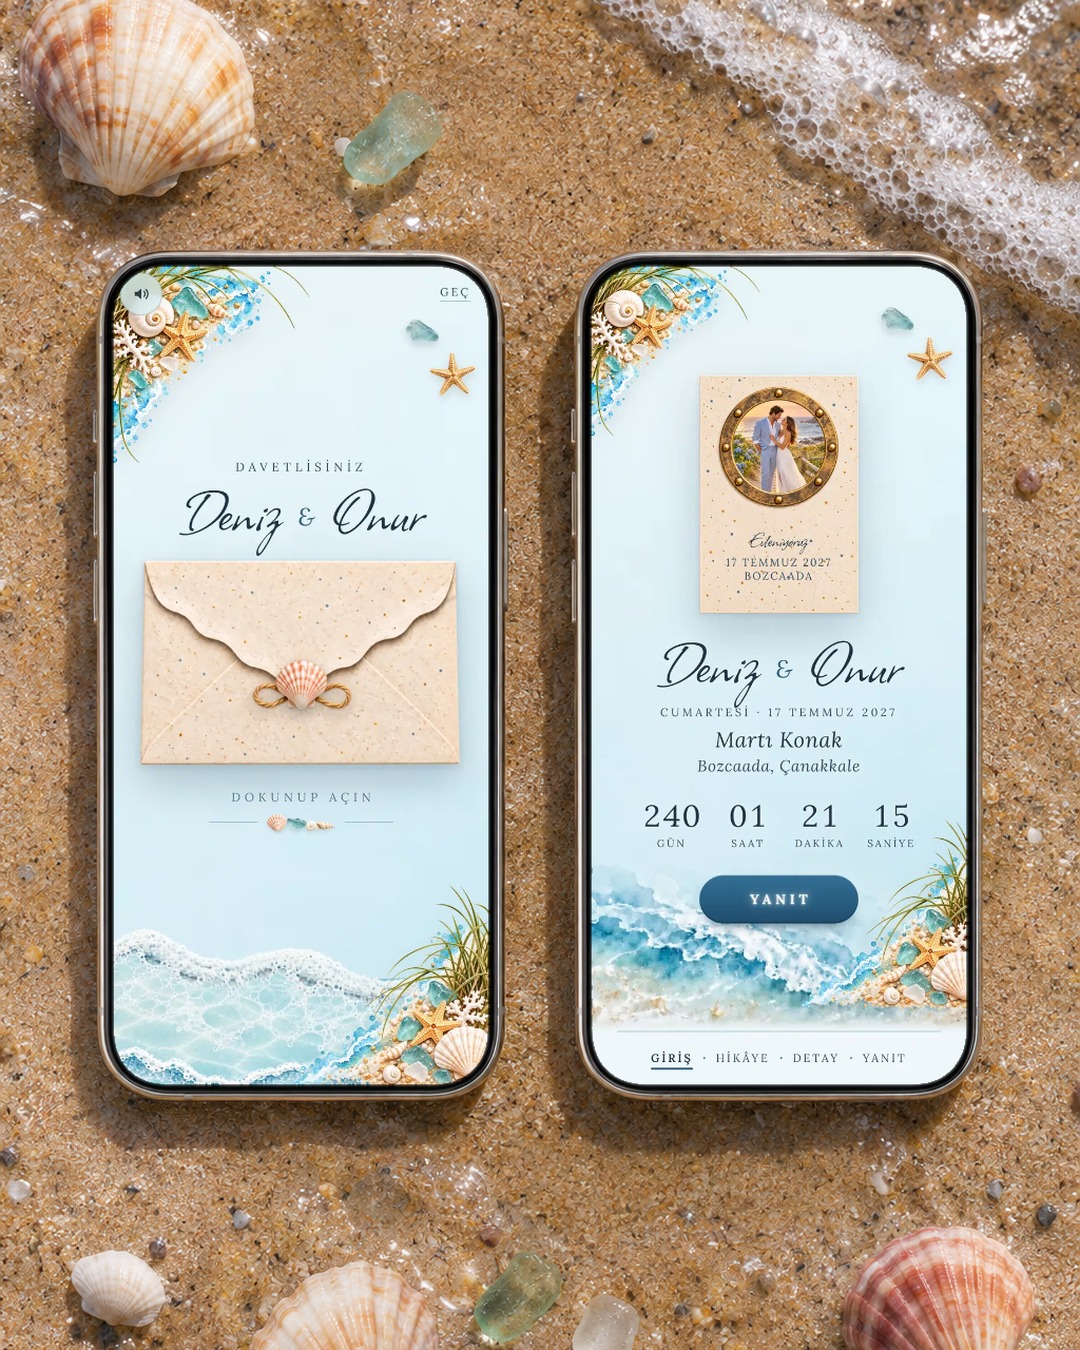 GEÇ
DAVETLİSİNİZ
Deniz & Onur
DOKUNUP AÇIN
Evleniyoruz
17 TEMMUZ 2027
BOZCAADA
Deniz & Onur
CUMARTESİ · 17 TEMMUZ 2027
Martı Konak
Bozcaada, Çanakkale
240 01 21 15
GÜN SAAT DAKİKA SANİYE
YANIT
GİRİŞ · HİKÂYE · DETAY · YANIT